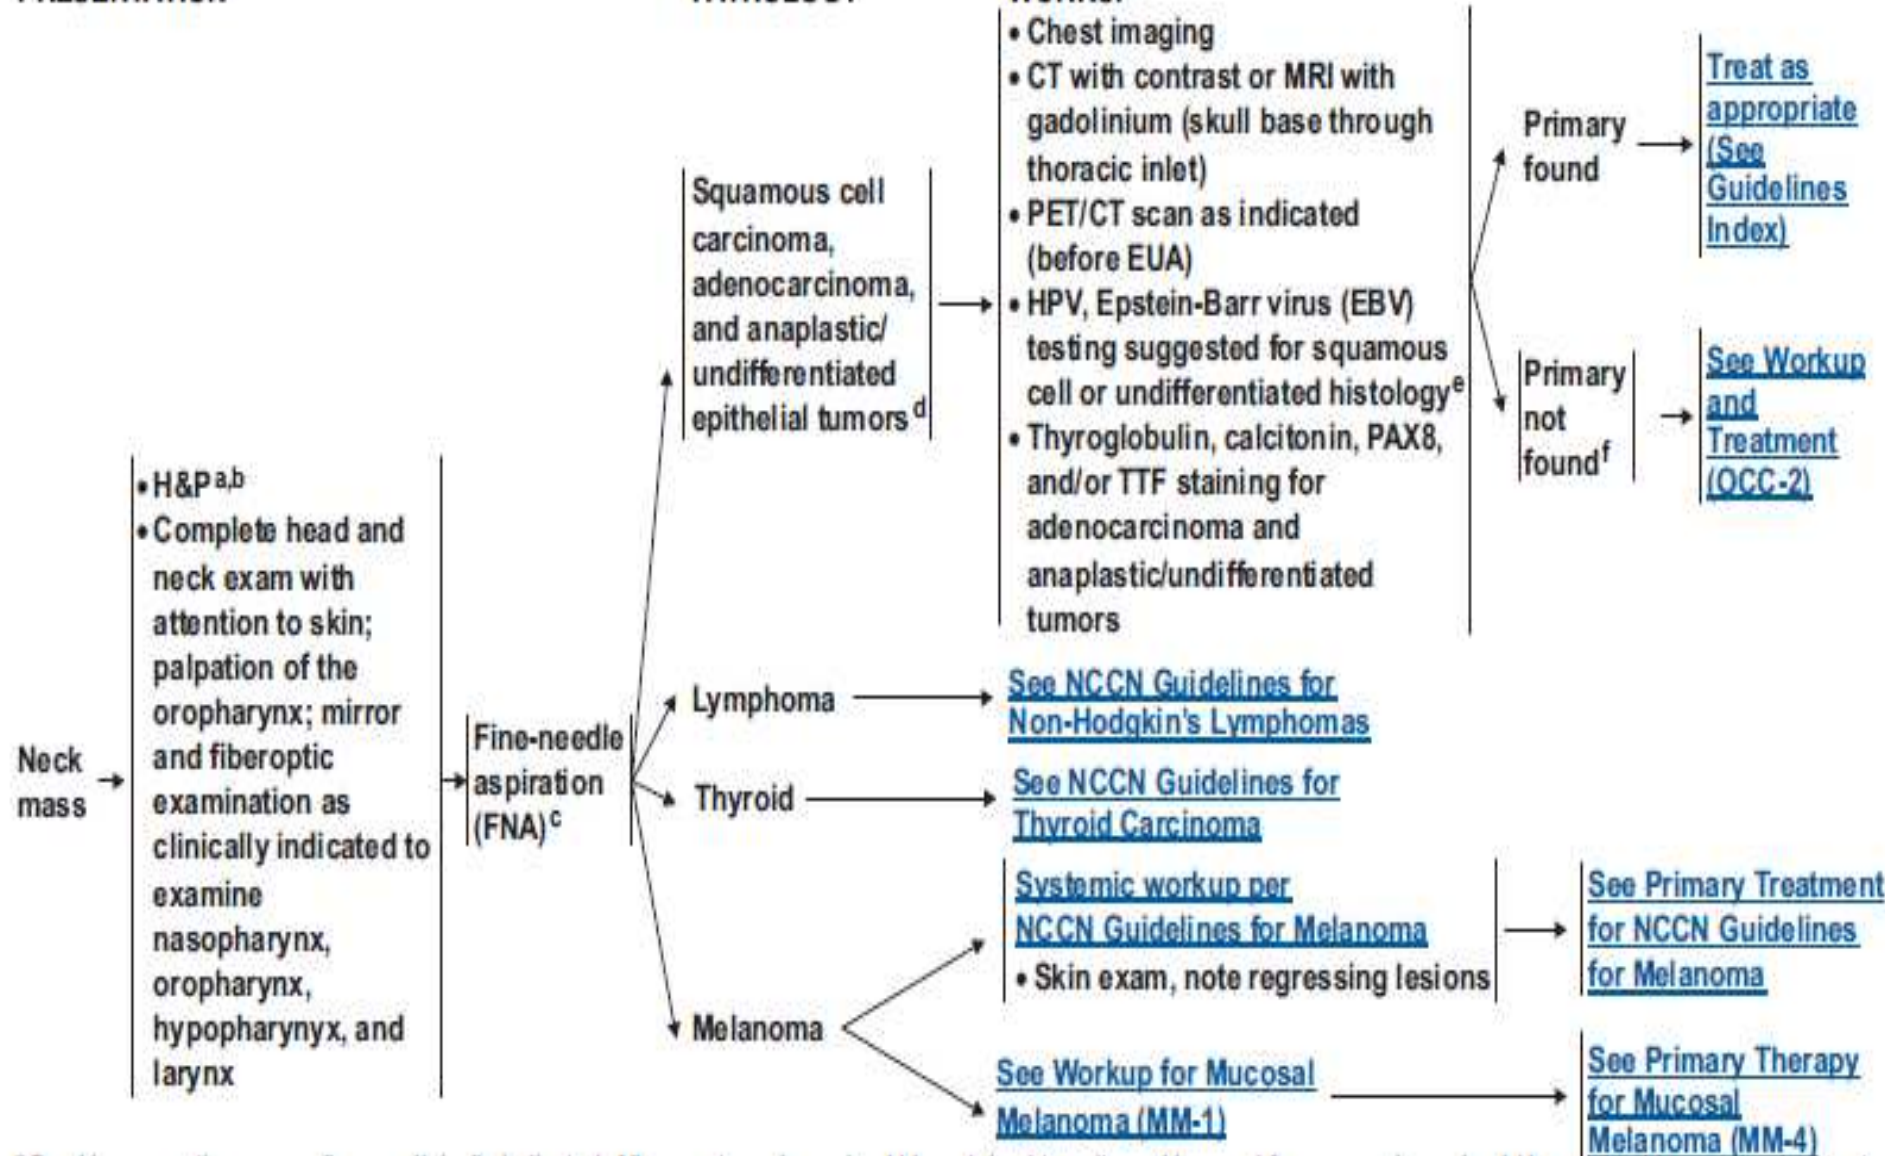 Neck
mass
• H&P a,b
• Complete head and
neck exam with
attention to skin;
palpation of the
oropharynx; mirror
and fiberoptic
examination as
clinically indicated to
examine
nasopharynx,
oropharynx,
hypopharynyx, and
larynx
Fine-needle
aspiration
(FNA) c
Squamous cell
carcinoma,
adenocarcinoma,
and anaplastic/
undifferentiated
epithelial tumors d
• Chest imaging
• CT with contrast or MRI with
gadolinium (skull base through
thoracic inlet)
• PET/CT scan as indicated
(before EUA)
• HPV, Epstein-Barr virus (EBV)
testing suggested for squamous
cell or undifferentiated histology e
• Thyroglobulin, calcitonin, PAX8,
and/or TTF staining for
adenocarcinoma and
anaplastic/undifferentiated
tumors
Primary
found
Treat as
appropriate
(See
Guidelines
Index)
Primary
not
found f
See Workup
and
Treatment
(OCC-2)
Lymphoma
See NCCN Guidelines for
Non-Hodgkin's Lymphomas
Thyroid
See NCCN Guidelines for
Thyroid Carcinoma
Melanoma
Systemic workup per
NCCN Guidelines for Melanoma
• Skin exam, note regressing lesions
See Primary Treatment
for NCCN Guidelines
for Melanoma
See Workup for Mucosal
Melanoma (MM-1)
See Primary Therapy
for Mucosal
Melanoma (MM-4)